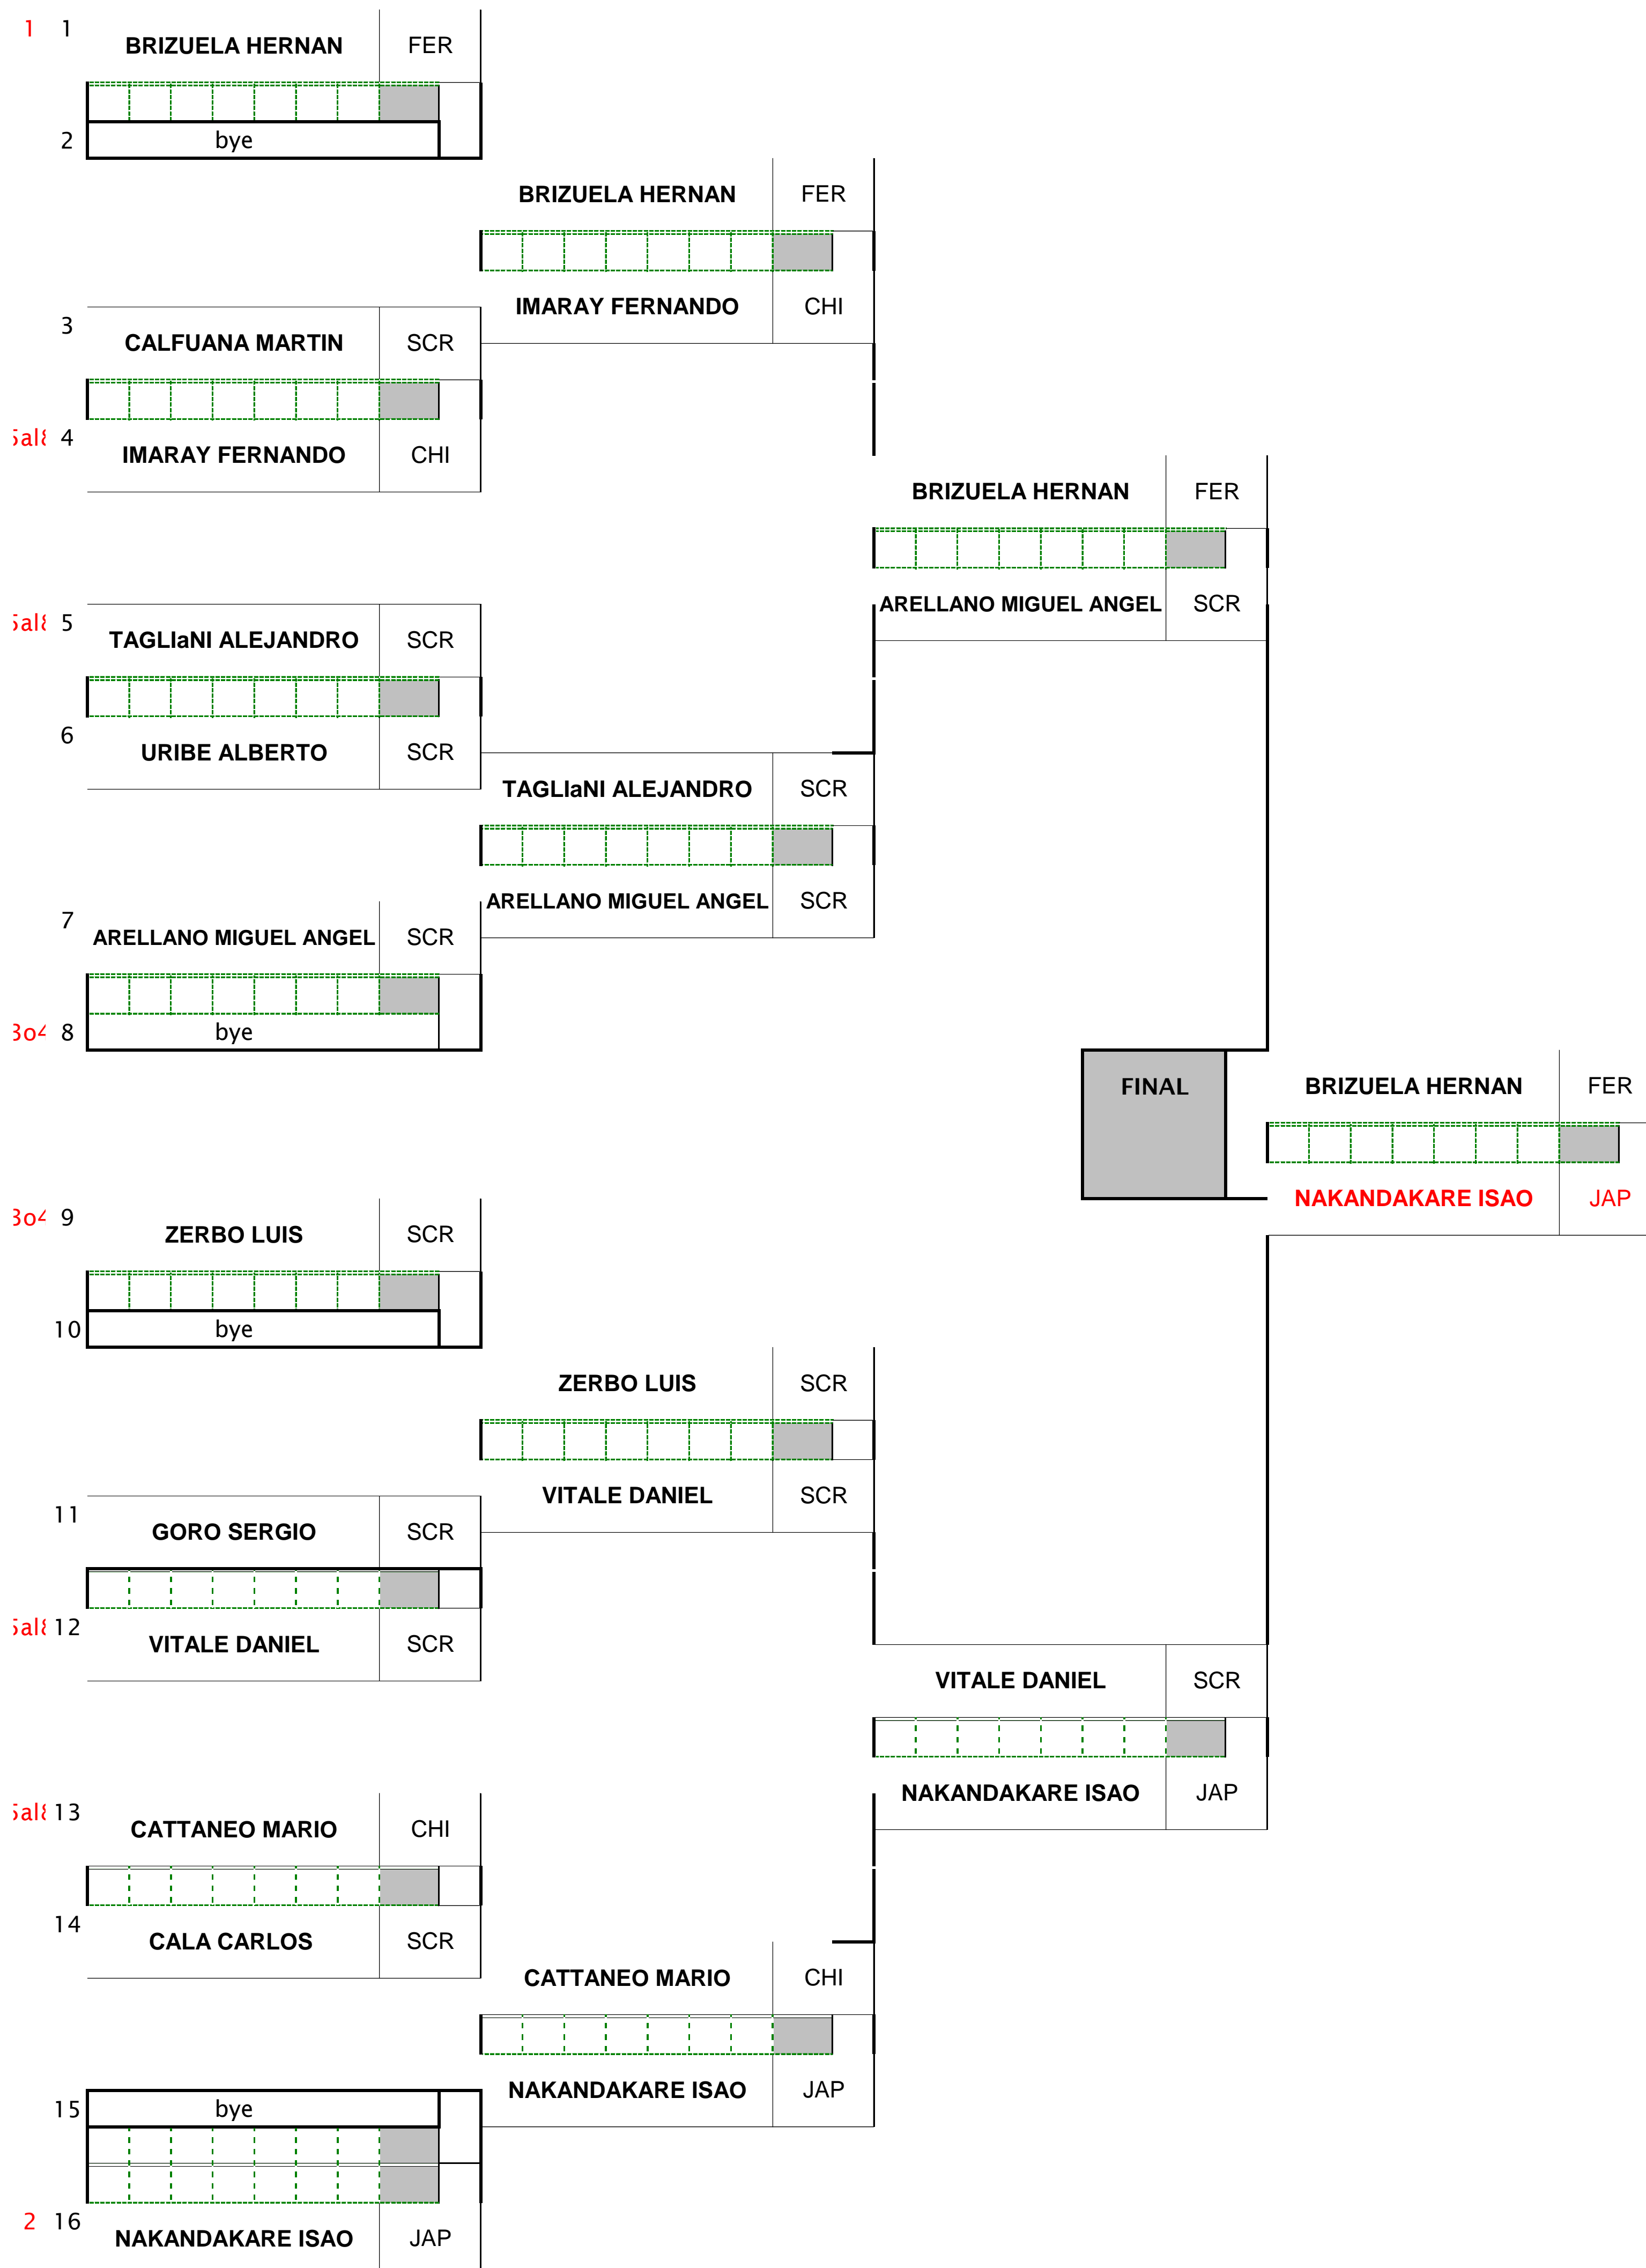 1 1 BRIZUELA HERNAN FER
2 bye
BRIZUELA HERNAN FER
IMARAY FERNANDO CHI
3 CALFUANA MARTIN SCR
4 IMARAY FERNANDO CHI
BRIZUELA HERNAN FER
ARELLANO MIGUEL ANGEL SCR
5 TAGLIaNI ALEJANDRO SCR
6 URIBE ALBERTO SCR
TAGLIaNI ALEJANDRO SCR
ARELLANO MIGUEL ANGEL SCR
7 ARELLANO MIGUEL ANGEL SCR
8 bye
FINAL BRIZUELA HERNAN FER
NAKANDAKARE ISAO JAP
9 ZERBO LUIS SCR
10 bye
ZERBO LUIS SCR
VITALE DANIEL SCR
11 GORO SERGIO SCR
12 VITALE DANIEL SCR
VITALE DANIEL SCR
NAKANDAKARE ISAO JAP
13 CATTANEO MARIO CHI
14 CALA CARLOS SCR
CATTANEO MARIO CHI
NAKANDAKARE ISAO JAP
15 bye
2 16 NAKANDAKARE ISAO JAP